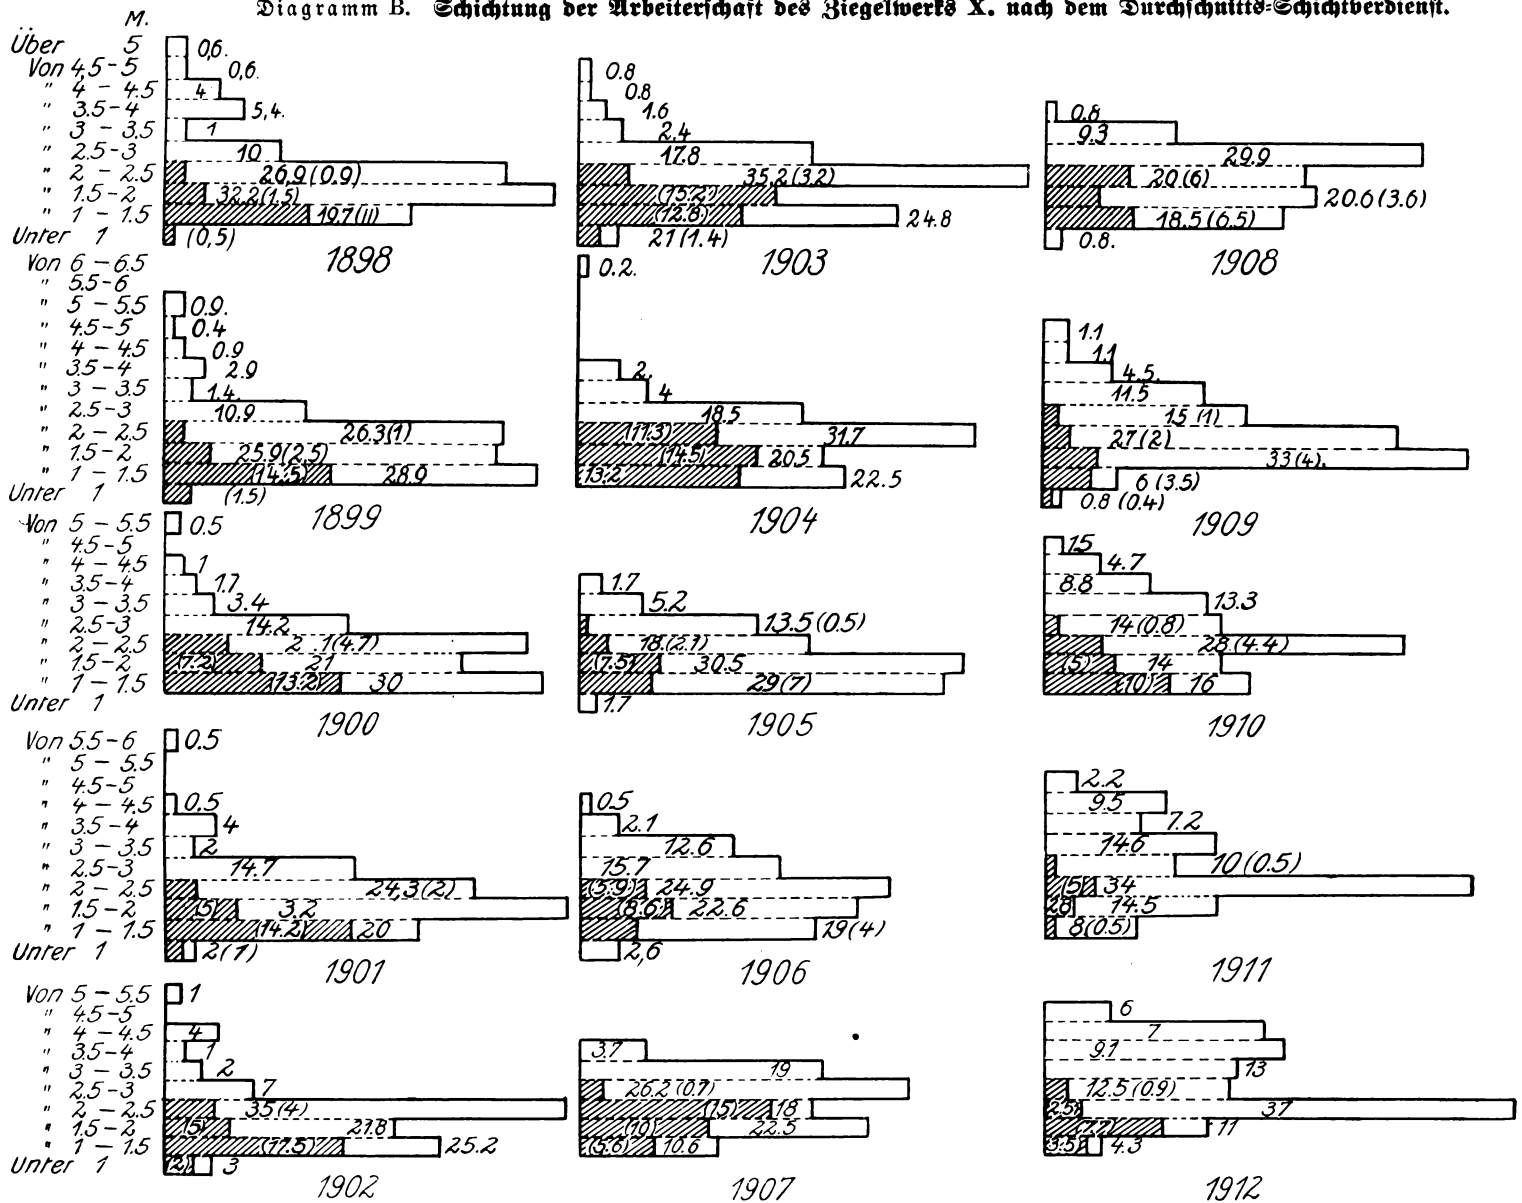 Diagramm B. Schichtung der Arbeiterschaft des Ziegelwerks X. nach dem Durchschnitts-Schichtverdienst.
M.
Über 5 0,6.
Von 4,5-5 0,6. 0.8
" 4 - 4.5 4 0.8
" 3.5-4 5,4. 1.6 0.8
" 3 - 3.5 1 2.4 9.3
" 2.5-3 10 17.8 29.9
" 2 - 2.5 26.9(0.9) 35,2(3.2) 20(6)
" 1.5-2 32,2(1,5) (15.2) 20.6(3.6)
" 1 - 1.5 19.7(11) (12.8) 24.8 18.5(6.5)
Unter 1 (0,5) 21(1.4) 0.8.
1898 1903 1908
Von 6 - 6.5 0.2.
" 5.5-6
" 5 - 5.5 0.9.
" 4.5-5 0.4 1.1
" 4 - 4.5 0.9 1.1
" 3.5-4 2.9 2. 4.5.
" 3 - 3.5 1.4. 4 11.5
" 2.5-3 10.9 18.5 15 (1)
" 2 - 2.5 26.3(1) (11.3) 31.7 27(2)
" 1.5-2 25.9(2,5) (14.5) 20.5 33(4).
" 1 - 1.5 (14.5) 28.9 13.2 22.5 6 (3.5)
Unter 1 (1.5) 0.8 (0.4)
1899 1904 1909
Von 5 - 5.5 0.5
" 4.5-5 15
" 4 - 4.5 1 4.7
" 3.5-4 1.7 1.7 8.8
" 3 - 3.5 3.4 5.2 13.3
" 2.5-3 14.2 13.5(0.5) 14(0.8)
" 2 - 2.5 2 .1(4.7) 18(2.1) 28(4.4)
" 1.5-2 (7.2) 21 (7.5) 30.5 (5) 14
" 1 - 1.5 (13.2) 30 29(7) (10) 16
Unter 1 1.7
1900 1905 1910
Von 5.5-6 0.5
" 5 - 5.5
" 4.5-5 2.2
" 4 - 4.5 0.5 0.5 9.5
" 3.5-4 4 2.1 7.2
" 3 - 3.5 2 12.6 14.6
" 2.5-3 14.7 15.7 10(0.5)
" 2 - 2.5 24,3(2) (5.9) 24.9 (5) 34
" 1.5-2 (5) 3.2 (8.6) 22.6 28 14.5
" 1 - 1.5 (14.2) 20 19(4) 8(0.5)
Unter 1 2(1) 2,6
1901 1906 1911
Von 5 - 5.5 1
" 4.5-5 6
" 4 - 4.5 4 7
" 3.5-4 1 3.7 9.1
" 3 - 3.5 2 19 13
" 2.5-3 7 26.2 (0.7) 12.5(0.9)
" 2 - 2.5 35(4) (15) 18 (2.5) 37
" 1.5-2 (5) 21.8 (10) 22.5 (7.7) 11
" 1 - 1.5 (17.5) 25.2 (5.6) 10.6 (3.5) 4.3
Unter 1 (2) 3
1902 1907 1912